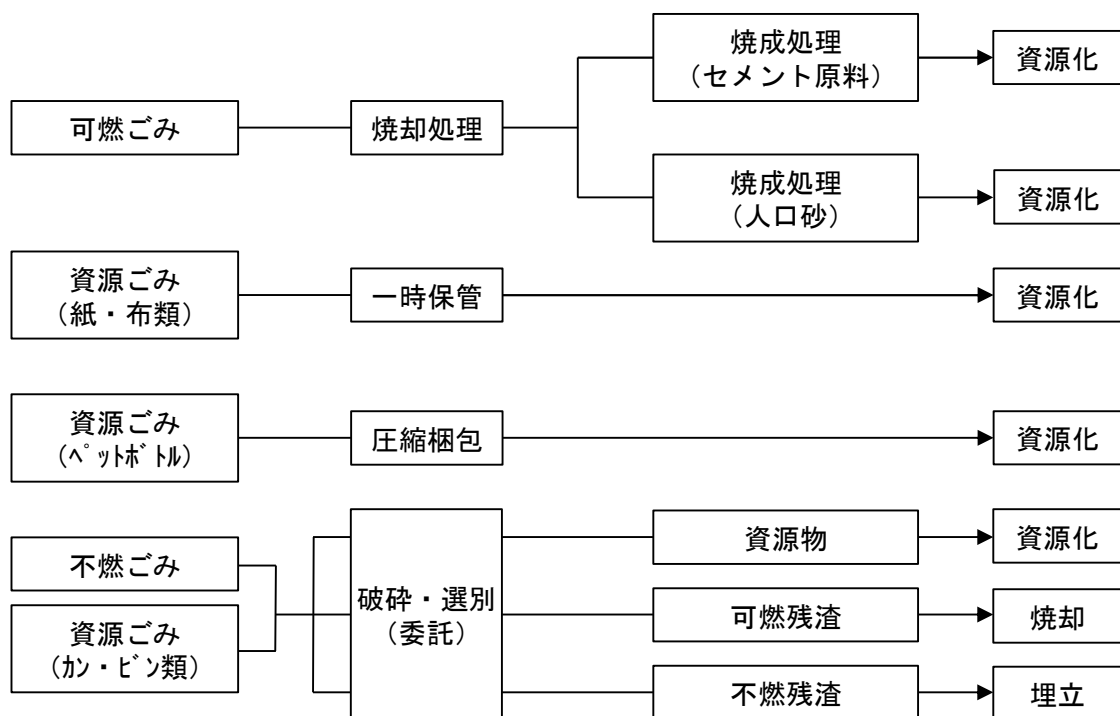 可燃ごみ
焼却処理
焼成処理
（セメント原料）
資源化
焼成処理
（人口砂）
資源化
資源ごみ
（紙・布類）
一時保管
資源化
資源ごみ
（ﾍﾟｯﾄﾎﾞﾄﾙ）
圧縮梱包
資源化
不燃ごみ
資源ごみ
（ｶﾝ・ﾋﾞﾝ類）
破砕・選別
（委託）
資源物
資源化
可燃残渣
焼却
不燃残渣
埋立